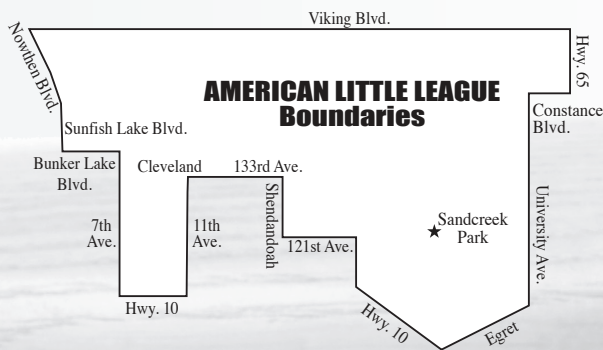 Viking Blvd.
Nowthen Blvd.
Hwy. 65
AMERICAN LITTLE LEAGUE
Boundaries
Constance
Blvd.
Sunfish Lake Blvd.
Bunker Lake
Blvd.
Cleveland
133rd Ave.
7th
Ave.
11th
Ave.
Shendandoah
121st Ave.
Sandcreek
Park
University Ave.
Hwy. 10
Hwy. 10
Egret